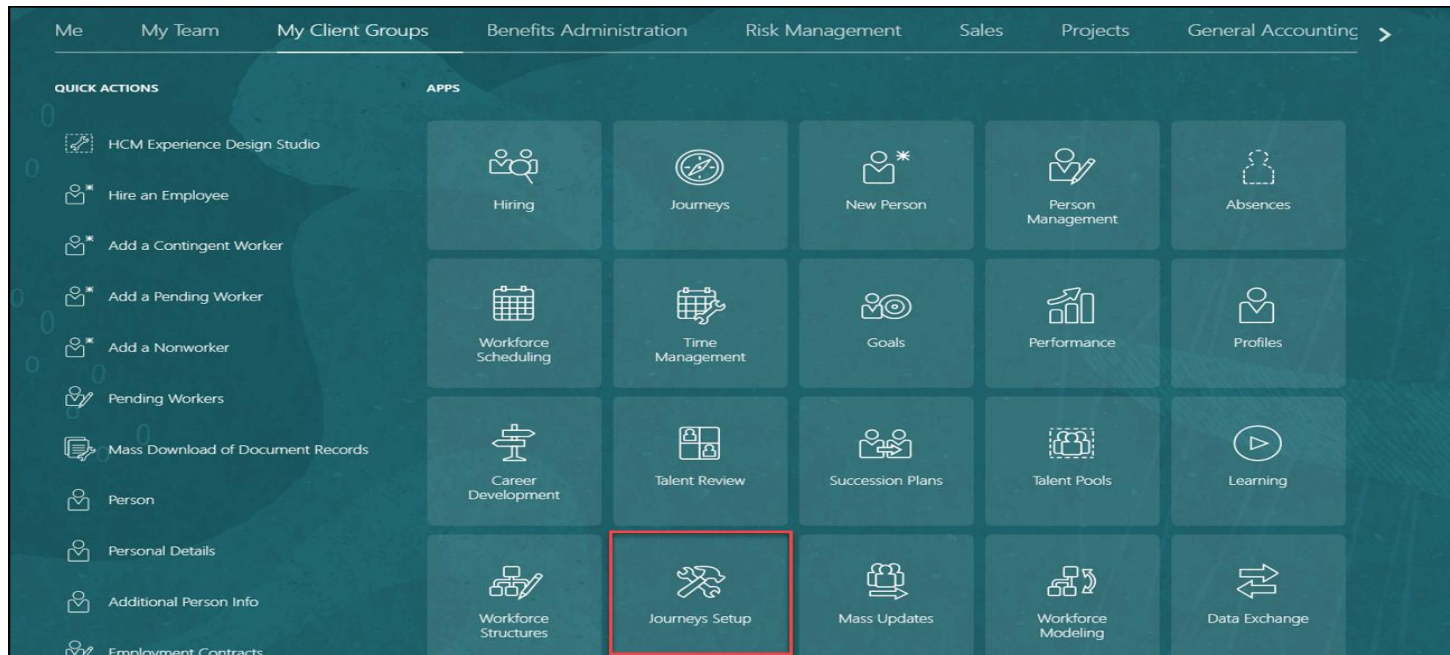 Me My Team My Client Groups Benefits Administration Risk Management Sales Projects General Accounting
QUICK ACTIONS
HCM Experience Design Studio
Hire an Employee
Add a Contingent Worker
Add a Pending Worker
Add a Nonworker
Pending Workers
Mass Download of Document Records
Person
Personal Details
Additional Person Info
Employment Contracts
APPS
Hiring
Journeys
New Person
Person
Management
Absences
Workforce
Scheduling
Time
Management
Goals
Performance
Profiles
Career
Development
Talent Review
Succession Plans
Talent Pools
Learning
Workforce
Structures
Journeys Setup
Mass Updates
Workforce
Modeling
Data Exchange